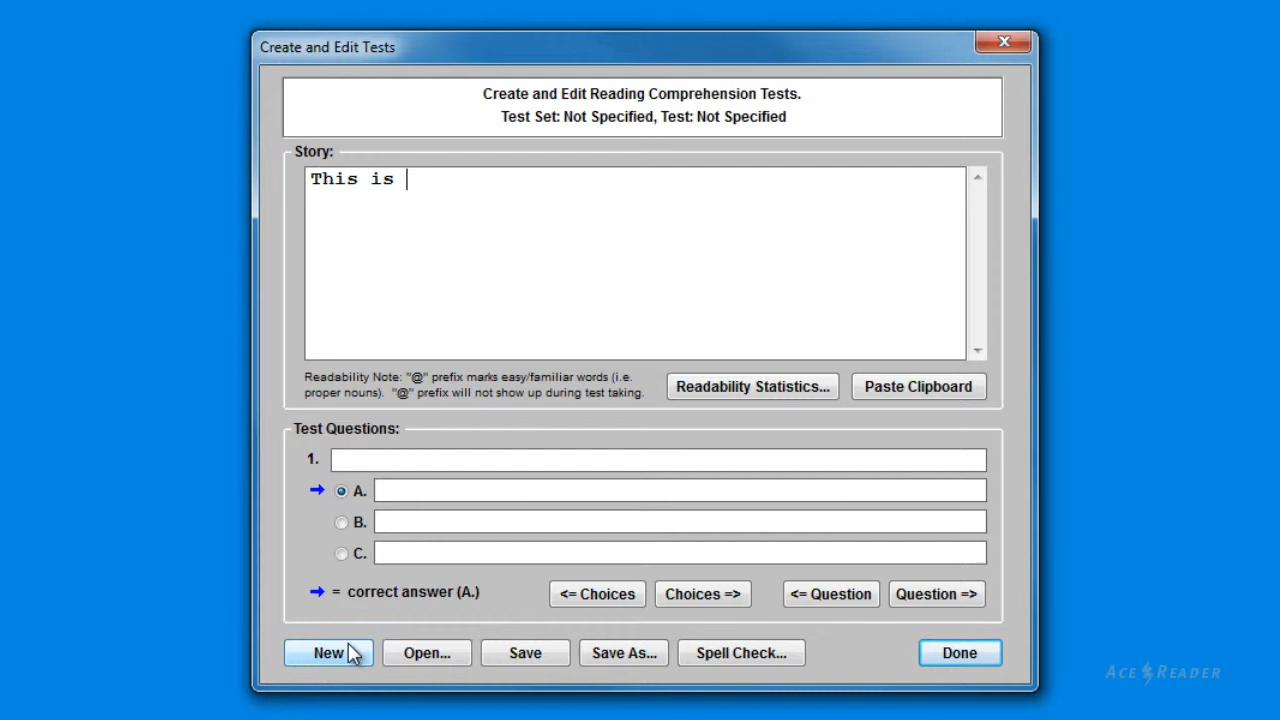 Create and Edit Tests
Create and Edit Reading Comprehension Tests.
Test Set: Not Specified, Test: Not Specified
Story:
This is
Readability Note: "@" prefix marks easy/familiar words (i.e.
proper nouns). "@" prefix will not show up during test taking.
Readability Statistics...
Paste Clipboard
Test Questions:
1.
A.
B.
C.
= correct answer (A.)
<= Choices
Choices =>
<= Question
Question =>
New
Open...
Save
Save As...
Spell Check...
Done
ACE READER